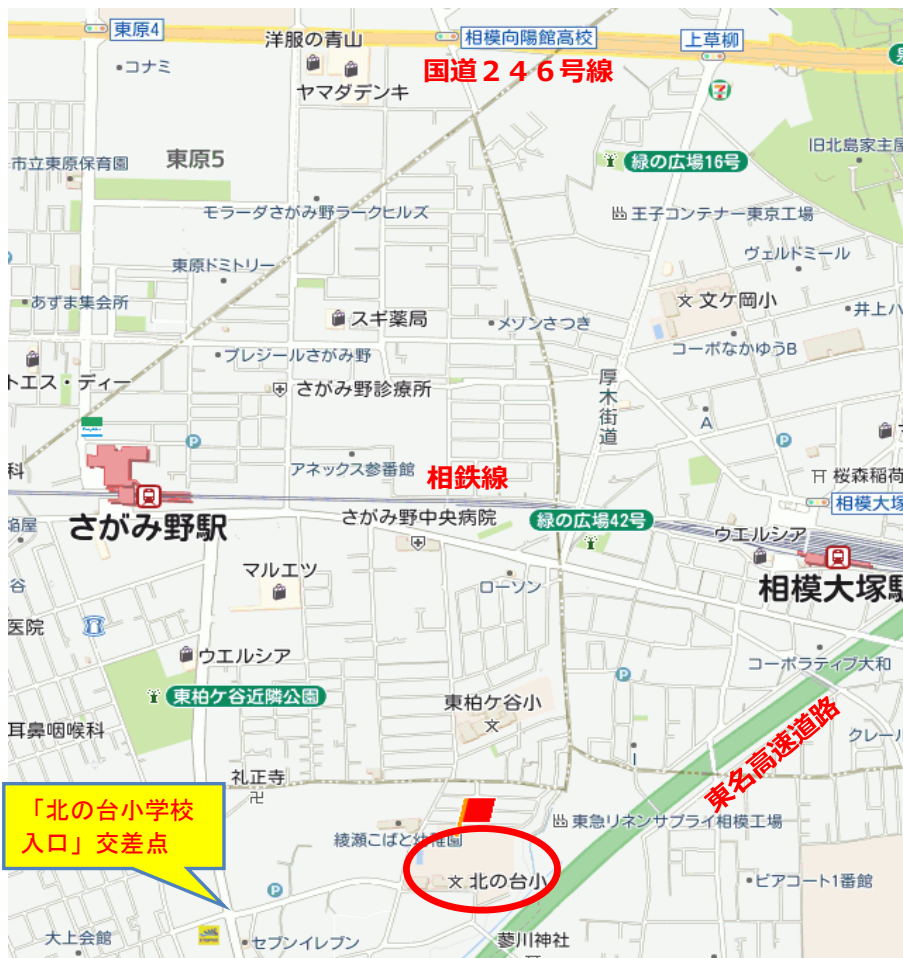 東原4
洋服の青山
相模向陽館高校
上草柳
コナミ
国道246号線
ヤマダデンキ
市立東原保育園
東原5
緑の広場16号
旧北島家主屋
モラーダさがみ野ラークヒルズ
王子コンテナー東京工場
東原ドミトリー
ヴェルドミール
あずま集会所
文ケ岡小
井上ハ
スギ薬局
メゾンさつき
コーポなかゆうB
プレジールさがみ野
トエス・ディー
さがみ野診療所
厚木街道
A
P
P
科
アネックス参番館
相鉄線
桜森稲荷
相模大塚
さがみ野駅
さがみ野中央病院
緑の広場42号
ウエルシア
相模大塚駅
マルエツ
ローソン
谷
医院
ウエルシア
コーポラティブ大和
東柏ケ谷近隣公園
P
東柏ケ谷小
文
耳鼻咽喉科
クレール
東名高速道路
I
礼正寺
「北の台小学校
入口」交差点
綾瀬こばと幼稚園
東急リネンサプライ相模工場
P
文北の台小
ピアコート1番館
大上会館
セブンイレブン
蓼川神社